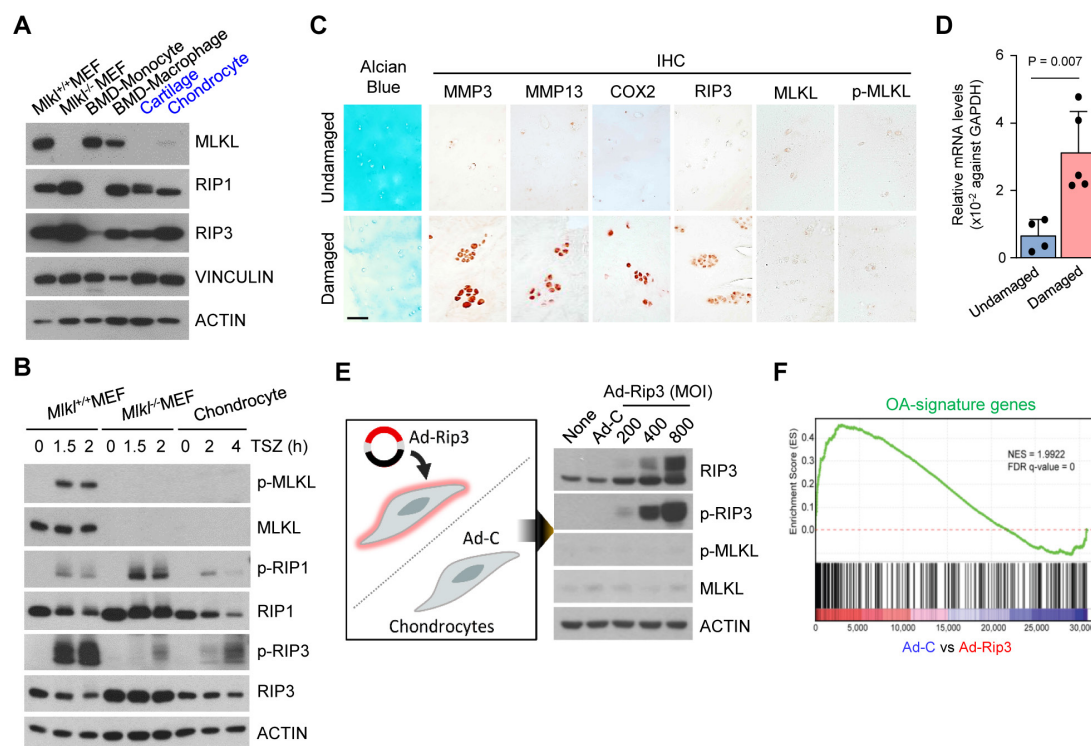 A
Mlkl+/+MEF
Mlkl-/-MEF
BMD-Monocyte
BMD-Macrophage
Cartilage
Chondrocyte
MLKL
RIP1
RIP3
VINCULIN
ACTIN
B
Mlkl+/+MEF Mlkl-/-MEF Chondrocyte
0 1.5 2 0 1.5 2 0 2 4 TSZ (h)
p-MLKL
MLKL
p-RIP1
RIP1
p-RIP3
RIP3
ACTIN
C
Alcian
Blue
IHC
MMP3 MMP13 COX2 RIP3 MLKL p-MLKL
Undamaged
Damaged
D
P = 0.007
Relative mRNA levels
(x10-2 against GAPDH)
6
4
2
0
Undamaged
Damaged
E
Ad-Rip3
Ad-C
Chondrocytes
Ad-Rip3 (MOI)
None
Ad-C
200
400
800
RIP3
p-RIP3
p-MLKL
MLKL
ACTIN
F
OA-signature genes
Enrichment Score (ES)
0.4
0.3
0.2
0.1
0.0
NES = 1.9922
FDR q-value = 0
0 5,000 10,000 15,000 20,000 25,000 30,000
Ad-C vs Ad-Rip3